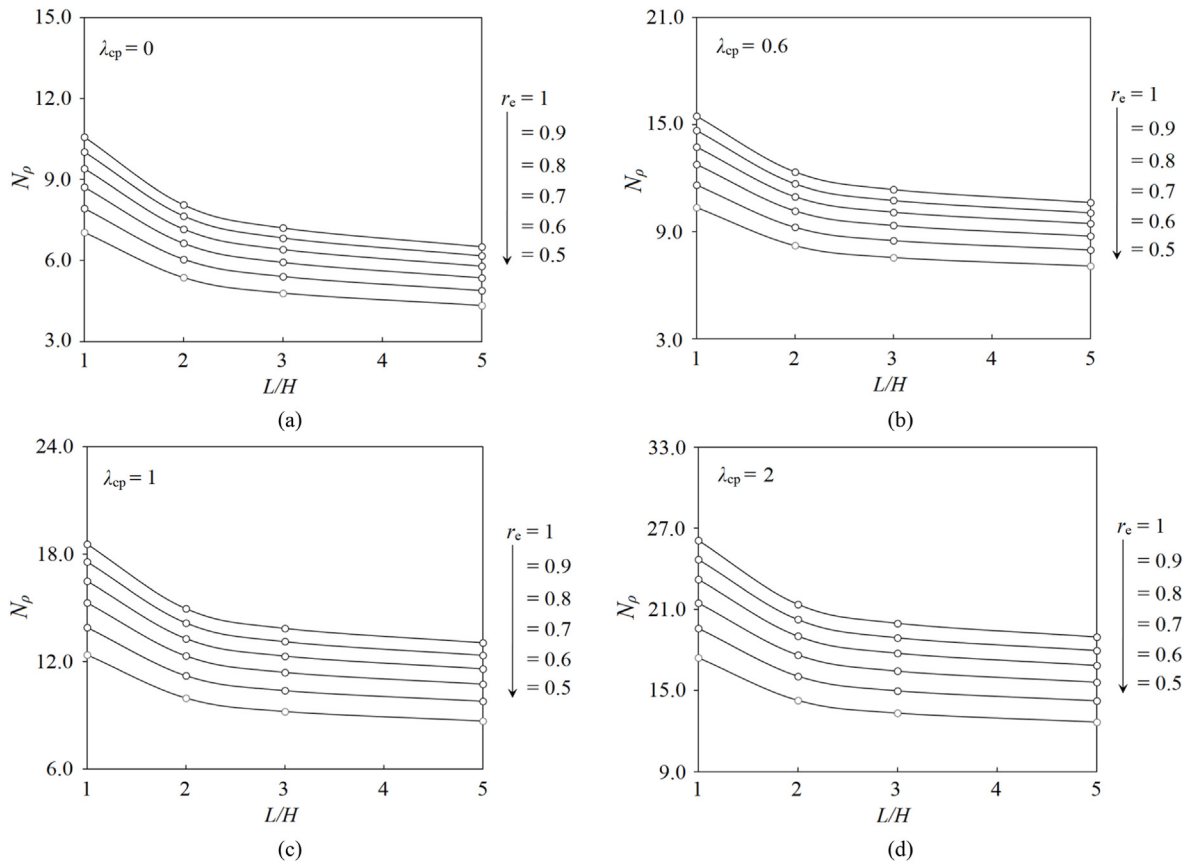 15.0
λcp = 0
12.0
9.0
6.0
3.0
Nρ
1 2 3 4 5
L/H
re = 1
= 0.9
= 0.8
= 0.7
= 0.6
= 0.5
(a)
21.0
λcp = 0.6
15.0
9.0
3.0
Nρ
1 2 3 4 5
L/H
re = 1
= 0.9
= 0.8
= 0.7
= 0.6
= 0.5
(b)
24.0
λcp = 1
18.0
12.0
6.0
Nρ
1 2 3 4 5
L/H
re = 1
= 0.9
= 0.8
= 0.7
= 0.6
= 0.5
(c)
33.0
λcp = 2
27.0
21.0
15.0
9.0
Nρ
1 2 3 4 5
L/H
re = 1
= 0.9
= 0.8
= 0.7
= 0.6
= 0.5
(d)